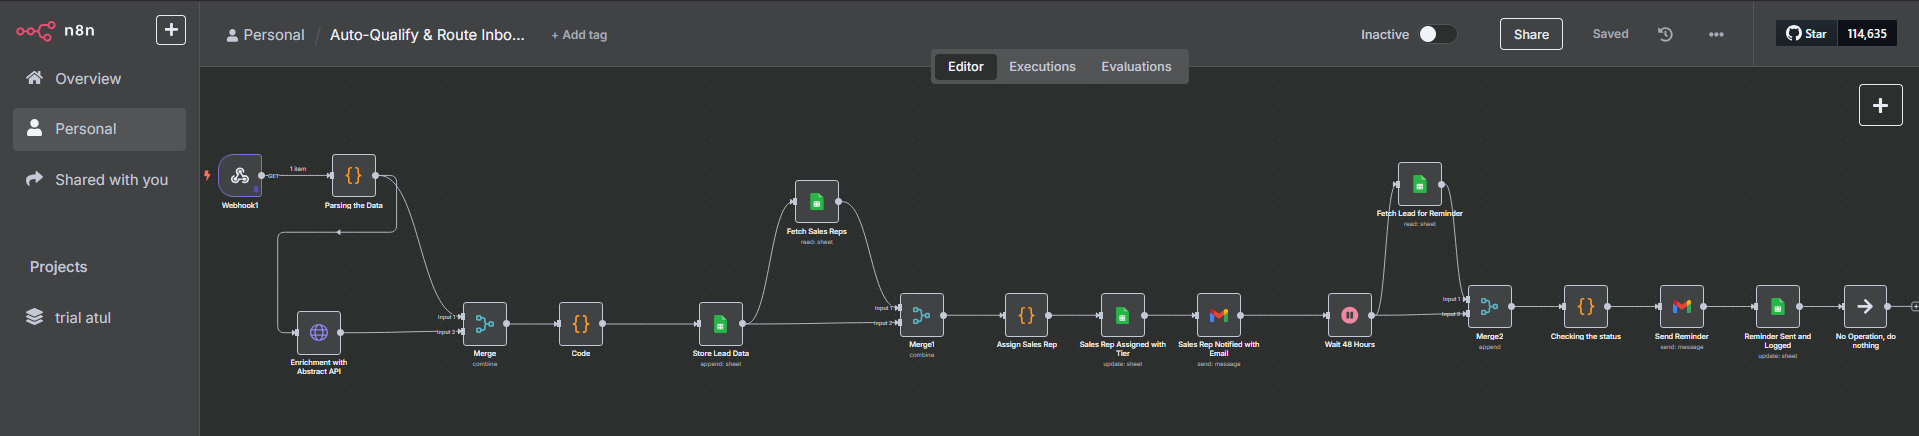 n8n
+
Overview
Personal
Shared with you
Projects
trial atul
Personal / Auto-Qualify & Route Inbo...
+ Add tag
Inactive
Share
Saved
Star
114,635
Editor
Executions
Evaluations
+
GET
1 item
Webhook1
Parsing the Data
Enrichment with
Abstract API
Input 1
Input 2
Merge
combine
Code
Store Lead Data
append: sheet
Fetch Sales Reps
read: sheet
Input 1
Input 2
Merge1
combine
Assign Sales Rep
Sales Rep Assigned with
Tier
update: sheet
Sales Rep Notified with
Email
send: message
Wait 48 Hours
Fetch Lead for Reminder
read: sheet
Input 1
Input 2
Merge2
append
Checking the status
Send Reminder
send: message
Reminder Sent and
Logged
update: sheet
No Operation, do
nothing